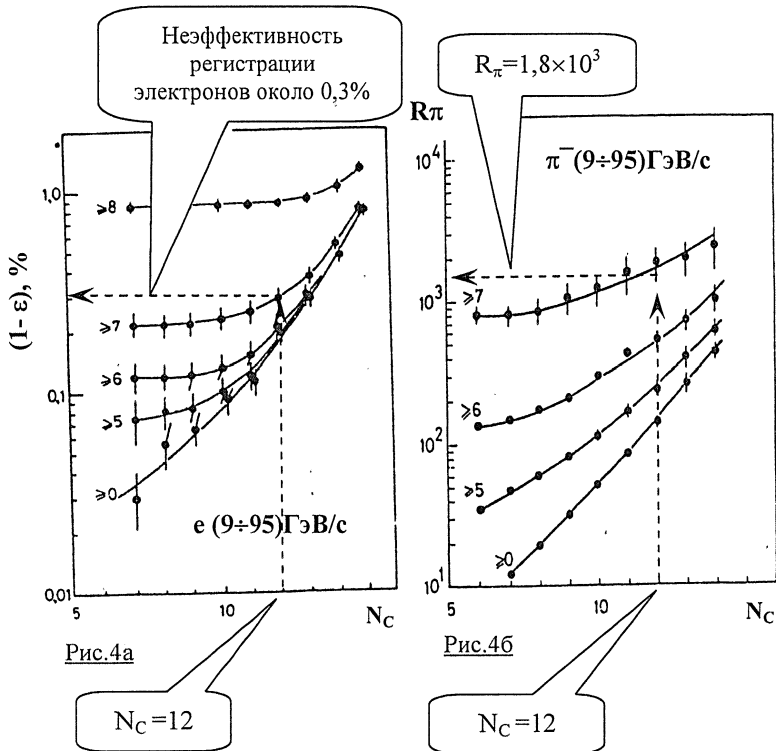 Неэффективность
регистрации
электронов около 0,3%
Rπ=1,8×10³
Rπ
(1- ε), %
1,0
0,1
0,01
≥8
≥7
≥6
≥5
≥0
e (9÷95)ГэВ/с
5
10
N_C
Рис.4а
N_C =12
10⁴
10³
10²
10¹
π⁻(9÷95)ГэВ/с
≥7
≥6
≥5
≥0
5
10
N_C
Рис.4б
N_C =12